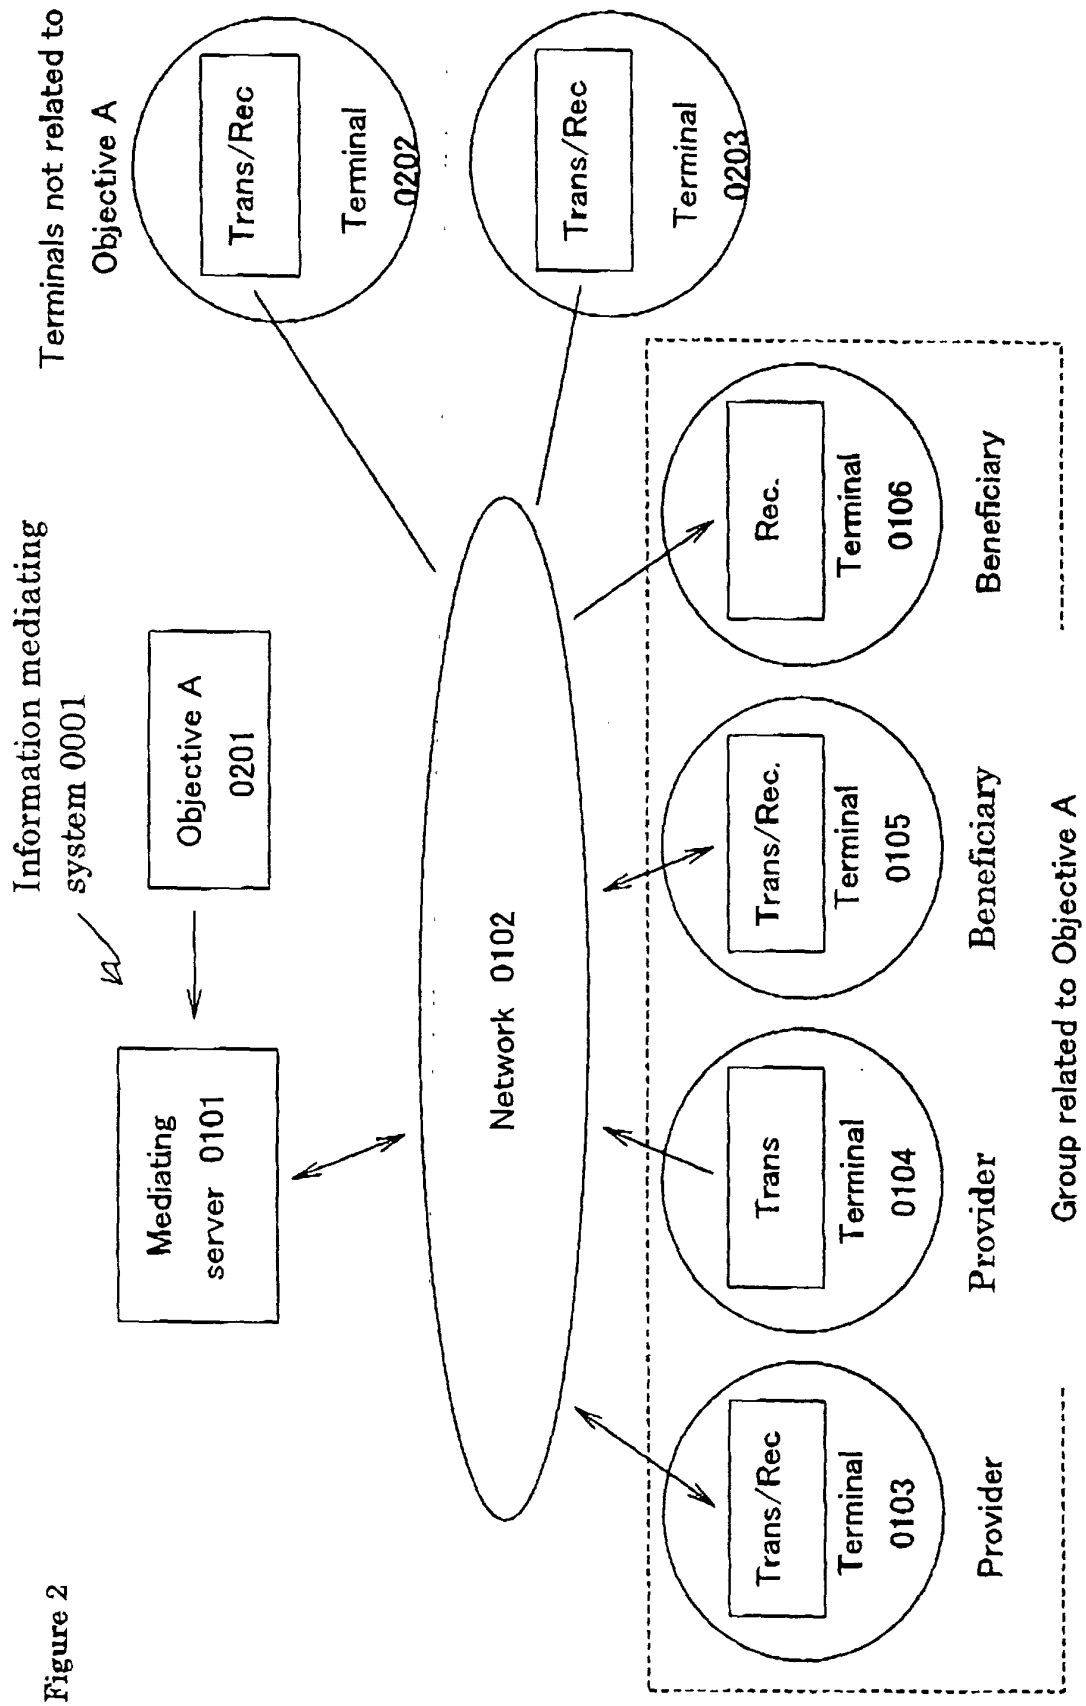 Figure 2
Information mediating
system 0001
Terminals not related to
Objective A
Mediating
server 0101
Objective A
0201
Trans/Rec
Terminal
0202
Network 0102
Trans/Rec
Terminal
0203
Trans/Rec
Terminal
0103
Trans
Terminal
0104
Trans/Rec.
Terminal
0105
Rec.
Terminal
0106
Provider
Provider
Beneficiary
Beneficiary
Group related to Objective A